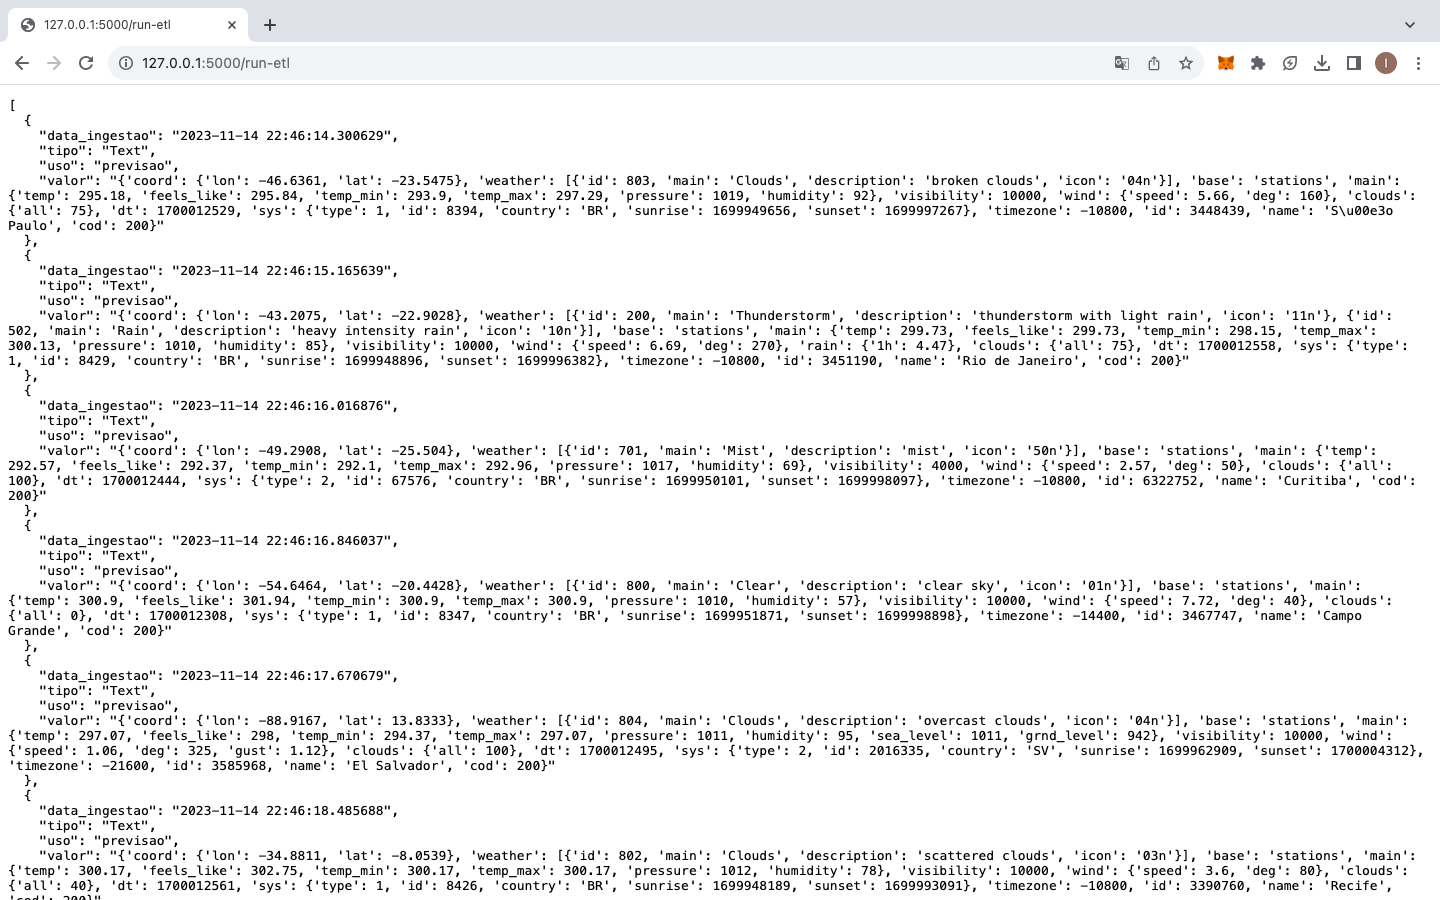 127.0.0.1:5000/run-etl
127.0.0.1:5000/run-etl
I
[
{
"data_ingestao": "2023-11-14 22:46:14.300629",
"tipo": "Text",
"uso": "previsao",
"valor": "{'coord': {'lon': -46.6361, 'lat': -23.5475}, 'weather': [{'id': 803, 'main': 'Clouds', 'description': 'broken clouds', 'icon': '04n'}], 'base': 'stations', 'main':
{'temp': 295.18, 'feels_like': 295.84, 'temp_min': 293.9, 'temp_max': 297.29, 'pressure': 1019, 'humidity': 92}, 'visibility': 10000, 'wind': {'speed': 5.66, 'deg': 160}, 'clouds':
{'all': 75}, 'dt': 1700012529, 'sys': {'type': 1, 'id': 8394, 'country': 'BR', 'sunrise': 1699949656, 'sunset': 1699997267}, 'timezone': -10800, 'id': 3448439, 'name': 'S\u00e3o
Paulo', 'cod': 200}"
},
{
"data_ingestao": "2023-11-14 22:46:15.165639",
"tipo": "Text",
"uso": "previsao",
"valor": "{'coord': {'lon': -43.2075, 'lat': -22.9028}, 'weather': [{'id': 200, 'main': 'Thunderstorm', 'description': 'thunderstorm with light rain', 'icon': '11n'}, {'id':
502, 'main': 'Rain', 'description': 'heavy intensity rain', 'icon': '10n'}], 'base': 'stations', 'main': {'temp': 299.73, 'feels_like': 299.73, 'temp_min': 298.15, 'temp_max':
300.13, 'pressure': 1010, 'humidity': 85}, 'visibility': 10000, 'wind': {'speed': 6.69, 'deg': 270}, 'rain': {'1h': 4.47}, 'clouds': {'all': 75}, 'dt': 1700012558, 'sys': {'type':
1, 'id': 8429, 'country': 'BR', 'sunrise': 1699948896, 'sunset': 1699996382}, 'timezone': -10800, 'id': 3451190, 'name': 'Rio de Janeiro', 'cod': 200}"
},
{
"data_ingestao": "2023-11-14 22:46:16.016876",
"tipo": "Text",
"uso": "previsao",
"valor": "{'coord': {'lon': -49.2908, 'lat': -25.504}, 'weather': [{'id': 701, 'main': 'Mist', 'description': 'mist', 'icon': '50n'}], 'base': 'stations', 'main': {'temp':
292.57, 'feels_like': 292.37, 'temp_min': 292.1, 'temp_max': 292.96, 'pressure': 1017, 'humidity': 69}, 'visibility': 4000, 'wind': {'speed': 2.57, 'deg': 50}, 'clouds': {'all':
100}, 'dt': 1700012444, 'sys': {'type': 2, 'id': 67576, 'country': 'BR', 'sunrise': 1699950101, 'sunset': 1699998097}, 'timezone': -10800, 'id': 6322752, 'name': 'Curitiba', 'cod':
200}"
},
{
"data_ingestao": "2023-11-14 22:46:16.846037",
"tipo": "Text",
"uso": "previsao",
"valor": "{'coord': {'lon': -54.6464, 'lat': -20.4428}, 'weather': [{'id': 800, 'main': 'Clear', 'description': 'clear sky', 'icon': '01n'}], 'base': 'stations', 'main':
{'temp': 300.9, 'feels_like': 301.94, 'temp_min': 300.9, 'temp_max': 300.9, 'pressure': 1010, 'humidity': 57}, 'visibility': 10000, 'wind': {'speed': 7.72, 'deg': 40}, 'clouds':
{'all': 0}, 'dt': 1700012308, 'sys': {'type': 1, 'id': 8347, 'country': 'BR', 'sunrise': 1699951871, 'sunset': 1699998898}, 'timezone': -14400, 'id': 3467747, 'name': 'Campo
Grande', 'cod': 200}"
},
{
"data_ingestao": "2023-11-14 22:46:17.670679",
"tipo": "Text",
"uso": "previsao",
"valor": "{'coord': {'lon': -88.9167, 'lat': 13.8333}, 'weather': [{'id': 804, 'main': 'Clouds', 'description': 'overcast clouds', 'icon': '04n'}], 'base': 'stations', 'main':
{'temp': 297.07, 'feels_like': 298, 'temp_min': 294.37, 'temp_max': 297.07, 'pressure': 1011, 'humidity': 95, 'sea_level': 1011, 'grnd_level': 942}, 'visibility': 10000, 'wind':
{'speed': 1.06, 'deg': 325, 'gust': 1.12}, 'clouds': {'all': 100}, 'dt': 1700012495, 'sys': {'type': 2, 'id': 2016335, 'country': 'SV', 'sunrise': 1699962909, 'sunset': 1700004312},
'timezone': -21600, 'id': 3585968, 'name': 'El Salvador', 'cod': 200}"
},
{
"data_ingestao": "2023-11-14 22:46:18.485688",
"tipo": "Text",
"uso": "previsao",
"valor": "{'coord': {'lon': -34.8811, 'lat': -8.0539}, 'weather': [{'id': 802, 'main': 'Clouds', 'description': 'scattered clouds', 'icon': '03n'}], 'base': 'stations', 'main':
{'temp': 300.17, 'feels_like': 302.75, 'temp_min': 300.17, 'temp_max': 300.17, 'pressure': 1012, 'humidity': 78}, 'visibility': 10000, 'wind': {'speed': 3.6, 'deg': 80}, 'clouds':
{'all': 40}, 'dt': 1700012561, 'sys': {'type': 1, 'id': 8426, 'country': 'BR', 'sunrise': 1699948189, 'sunset': 1699993091}, 'timezone': -10800, 'id': 3390760, 'name': 'Recife',
'cod': 200}"